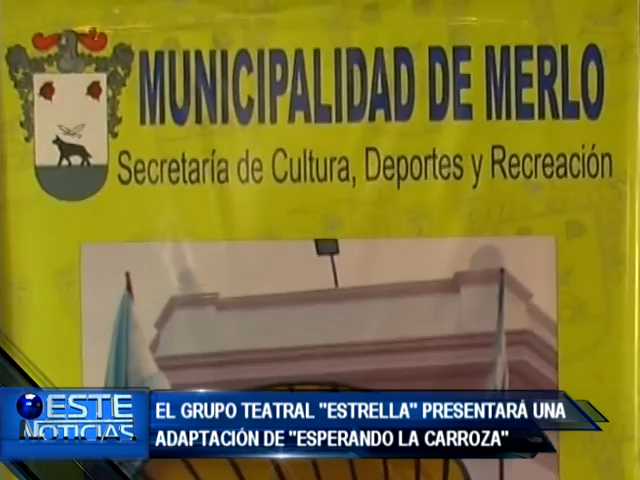 MUNICIPALIDAD DE MERLO
Secretaría de Cultura, Deportes y Recreación
OESTE
NOTICIAS
EL GRUPO TEATRAL "ESTRELLA" PRESENTARÁ UNA
ADAPTACIÓN DE "ESPERANDO LA CARROZA"